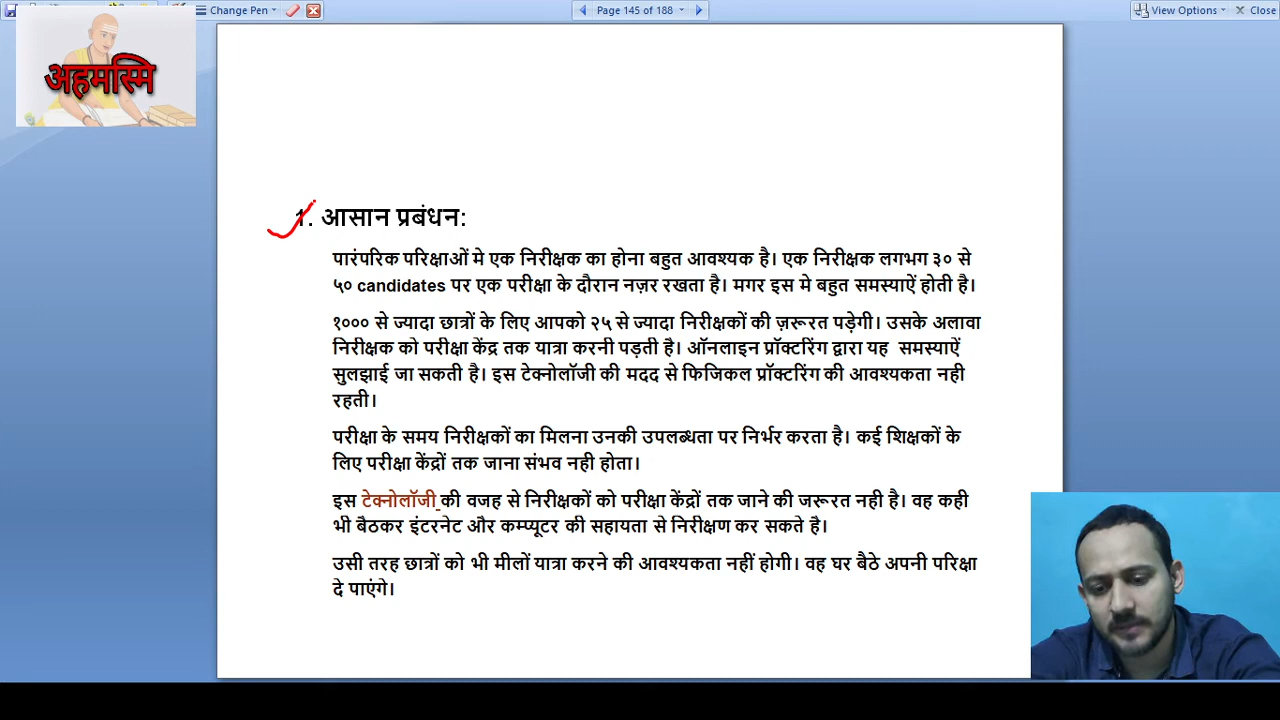 Change Pen
Page 145 of 188
View Options
Close
अहमस्मि
1. आसान प्रबंधन:
पारंपरिक परिक्षाओं मे एक निरीक्षक का होना बहुत आवश्यक है। एक निरीक्षक लगभग ३० से
५० candidates पर एक परीक्षा के दौरान नज़र रखता है। मगर इस मे बहुत समस्याऐं होती है।
१००० से ज्यादा छात्रों के लिए आपको २५ से ज्यादा निरीक्षकों की ज़रूरत पड़ेगी। उसके अलावा
निरीक्षक को परीक्षा केंद्र तक यात्रा करनी पड़ती है। ऑनलाइन प्रॉक्टरिंग द्वारा यह समस्याऐं
सुलझाई जा सकती है। इस टेक्नोलॉजी की मदद से फिजिकल प्रॉक्टरिंग की आवश्यकता नही
रहती।
परीक्षा के समय निरीक्षकों का मिलना उनकी उपलब्धता पर निर्भर करता है। कई शिक्षकों के
लिए परीक्षा केंद्रों तक जाना संभव नही होता।
इस टेक्नोलॉजी की वजह से निरीक्षकों को परीक्षा केंद्रों तक जाने की जरूरत नही है। वह कही
भी बैठकर इंटरनेट और कम्प्यूटर की सहायता से निरीक्षण कर सकते है।
उसी तरह छात्रों को भी मीलों यात्रा करने की आवश्यकता नहीं होगी। वह घर बैठे अपनी परिक्षा
दे पाएंगे।